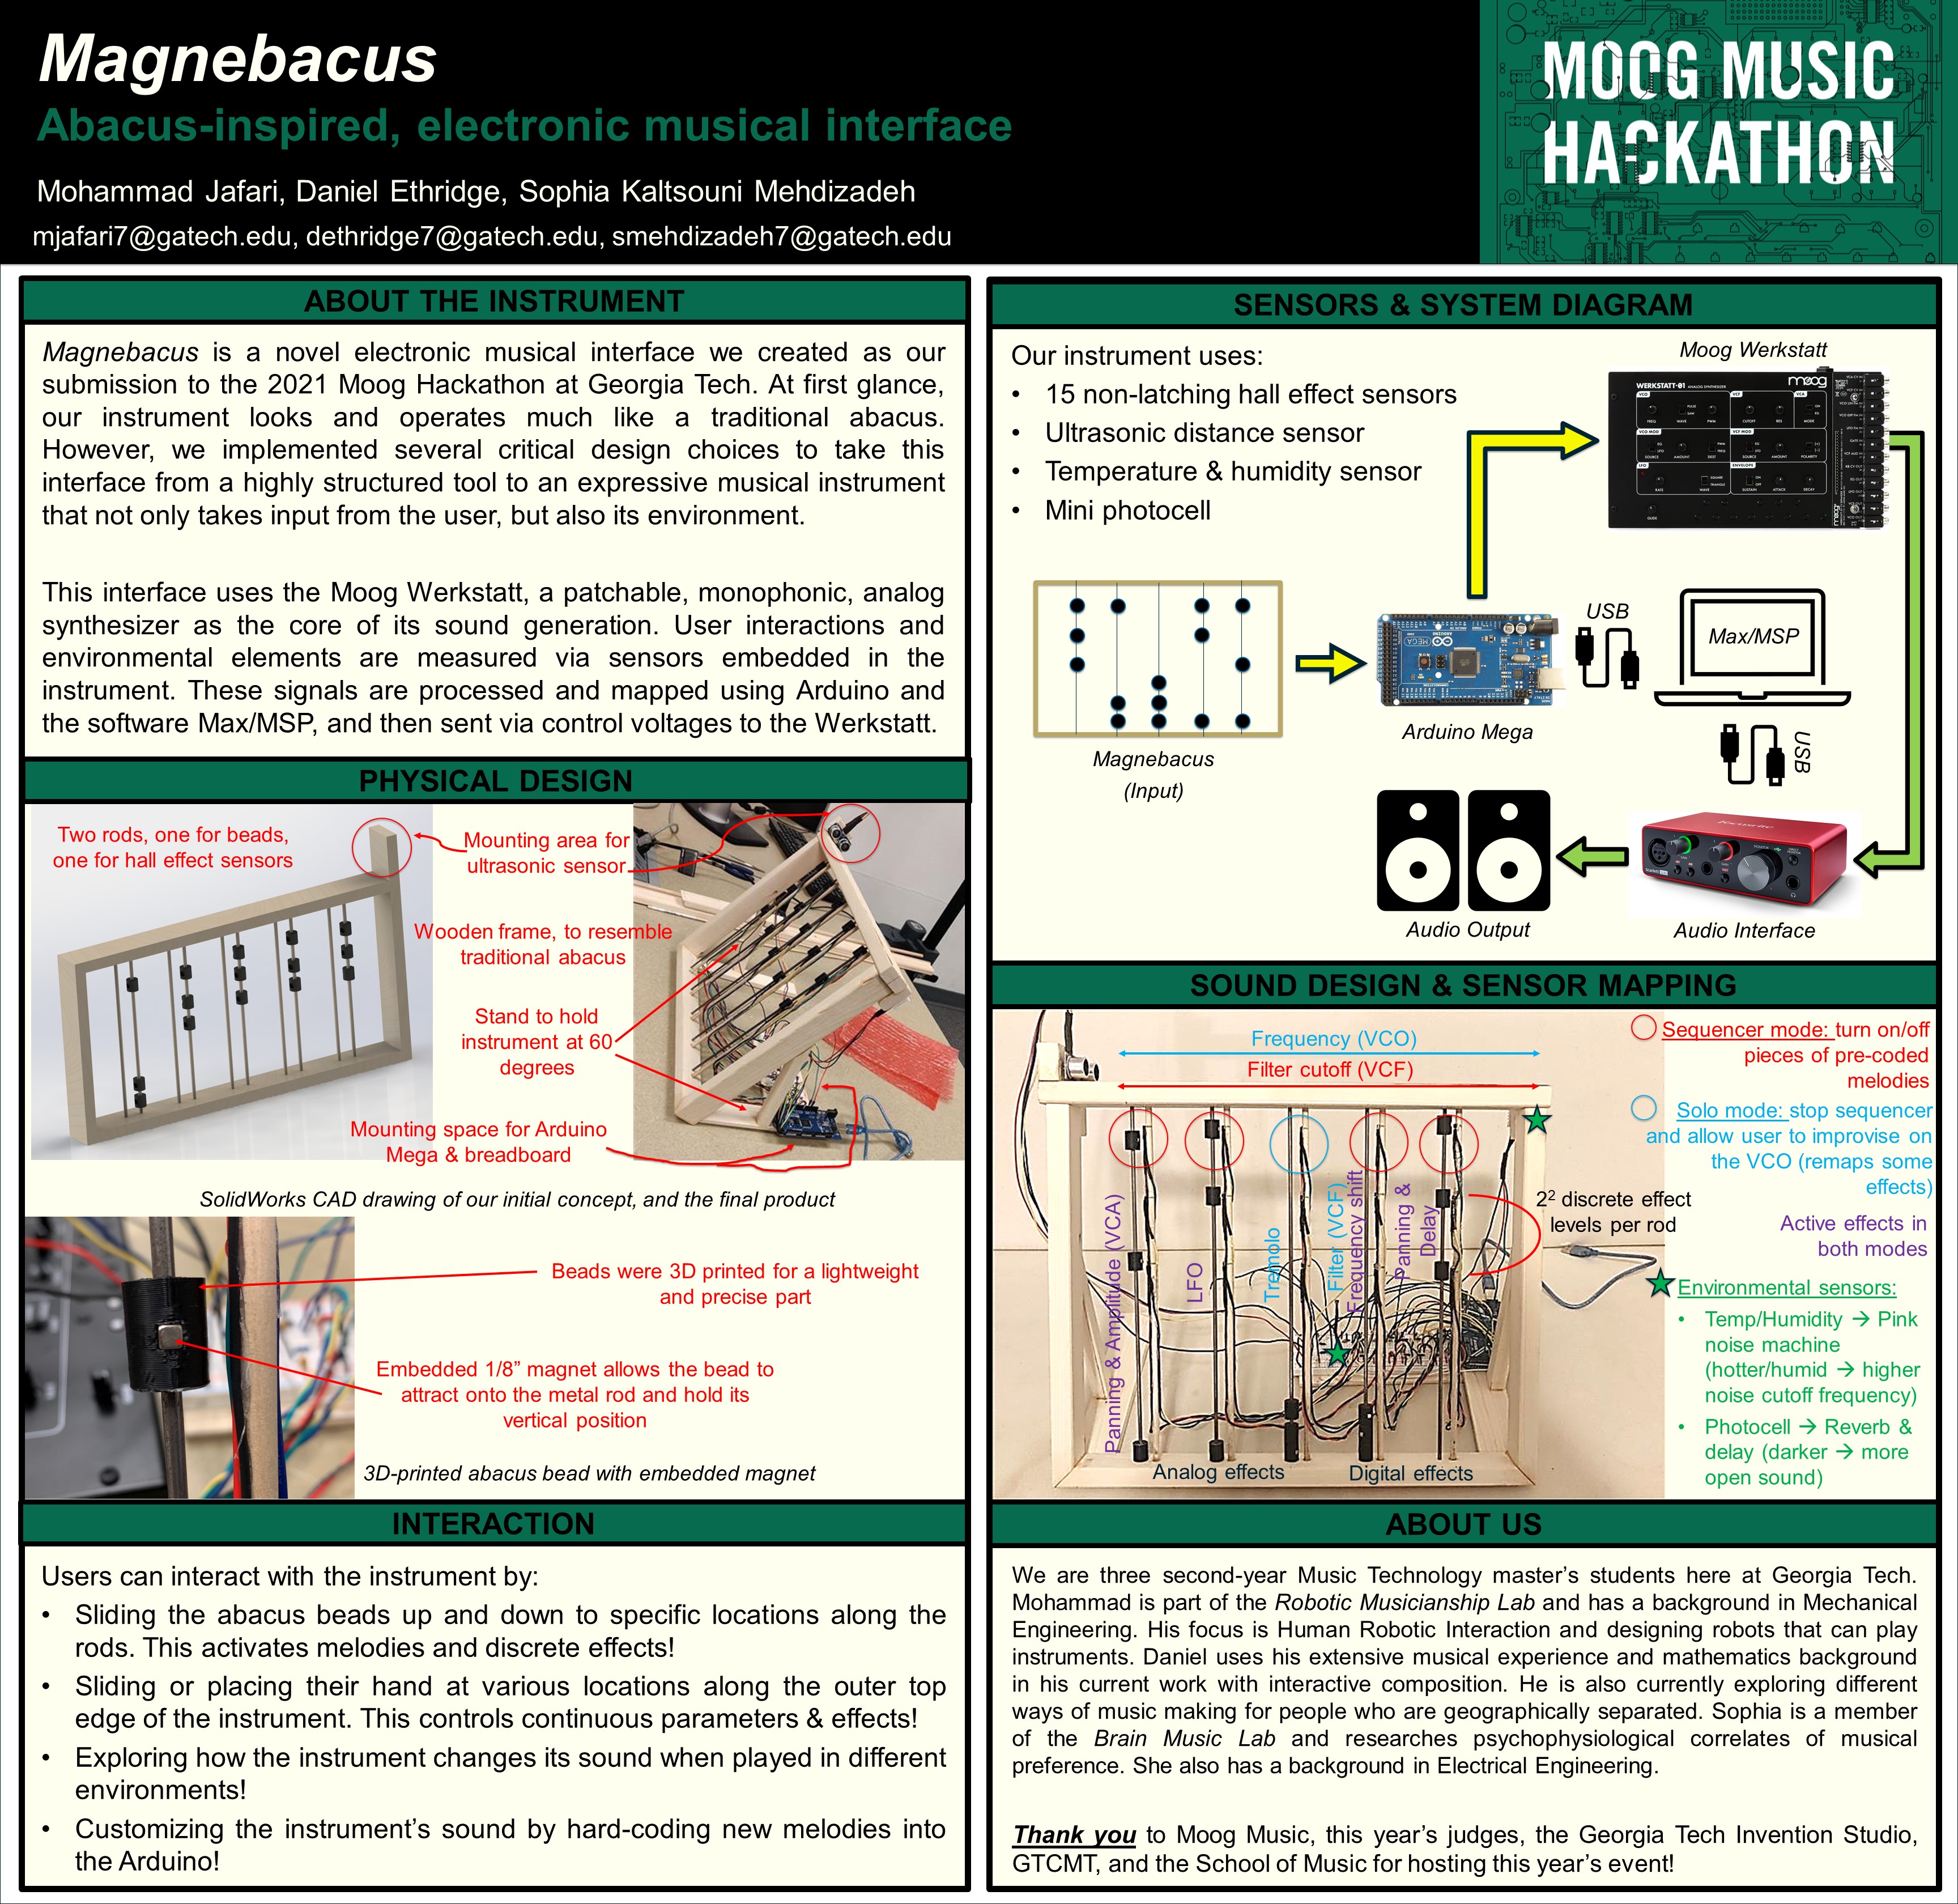 Magnebacus
Abacus-inspired, electronic musical interface
Mohammad Jafari, Daniel Ethridge, Sophia Kaltsouni Mehdizadeh
mjafari7@gatech.edu, dethridge7@gatech.edu, smehdizadeh7@gatech.edu
MOOG MUSIC
HACKATHON
ABOUT THE INSTRUMENT
Magnebacus is a novel electronic musical interface we created as our
submission to the 2021 Moog Hackathon at Georgia Tech. At first glance,
our instrument looks and operates much like a traditional abacus.
However, we implemented several critical design choices to take this
interface from a highly structured tool to an expressive musical instrument
that not only takes input from the user, but also its environment.
This interface uses the Moog Werkstatt, a patchable, monophonic, analog
synthesizer as the core of its sound generation. User interactions and
environmental elements are measured via sensors embedded in the
instrument. These signals are processed and mapped using Arduino and
the software Max/MSP, and then sent via control voltages to the Werkstatt.
PHYSICAL DESIGN
Two rods, one for beads,
one for hall effect sensors
Mounting area for
ultrasonic sensor
Wooden frame, to resemble
traditional abacus
Stand to hold
instrument at 60
degrees
Mounting space for Arduino
Mega & breadboard
SolidWorks CAD drawing of our initial concept, and the final product
Beads were 3D printed for a lightweight
and precise part
Embedded 1/8” magnet allows the bead to
attract onto the metal rod and hold its
vertical position
3D-printed abacus bead with embedded magnet
INTERACTION
Users can interact with the instrument by:
• Sliding the abacus beads up and down to specific locations along the
rods. This activates melodies and discrete effects!
• Sliding or placing their hand at various locations along the outer top
edge of the instrument. This controls continuous parameters & effects!
• Exploring how the instrument changes its sound when played in different
environments!
• Customizing the instrument’s sound by hard-coding new melodies into
the Arduino!
SENSORS & SYSTEM DIAGRAM
Our instrument uses:
• 15 non-latching hall effect sensors
• Ultrasonic distance sensor
• Temperature & humidity sensor
• Mini photocell
Moog Werkstatt
WERKSTATT-01 ANALOG SYNTHESIZER
moog
Magnebacus
(Input)
Arduino Mega
USB
Max/MSP
USB
Audio Output
Audio Interface
SOUND DESIGN & SENSOR MAPPING
Frequency (VCO)
Filter cutoff (VCF)
Panning & Amplitude (VCA)
LFO
Tremolo
Filter (VCF)
Frequency shift
Panning &
Delay
Analog effects
Digital effects
2² discrete effect
levels per rod
Sequencer mode: turn on/off
pieces of pre-coded
melodies
Solo mode: stop sequencer
and allow user to improvise on
the VCO (remaps some
effects)
Active effects in
both modes
Environmental sensors:
• Temp/Humidity → Pink
noise machine
(hotter/humid → higher
noise cutoff frequency)
• Photocell → Reverb &
delay (darker → more
open sound)
ABOUT US
We are three second-year Music Technology master’s students here at Georgia Tech.
Mohammad is part of the Robotic Musicianship Lab and has a background in Mechanical
Engineering. His focus is Human Robotic Interaction and designing robots that can play
instruments. Daniel uses his extensive musical experience and mathematics background
in his current work with interactive composition. He is also currently exploring different
ways of music making for people who are geographically separated. Sophia is a member
of the Brain Music Lab and researches psychophysiological correlates of musical
preference. She also has a background in Electrical Engineering.
Thank you to Moog Music, this year’s judges, the Georgia Tech Invention Studio,
GTCMT, and the School of Music for hosting this year’s event!